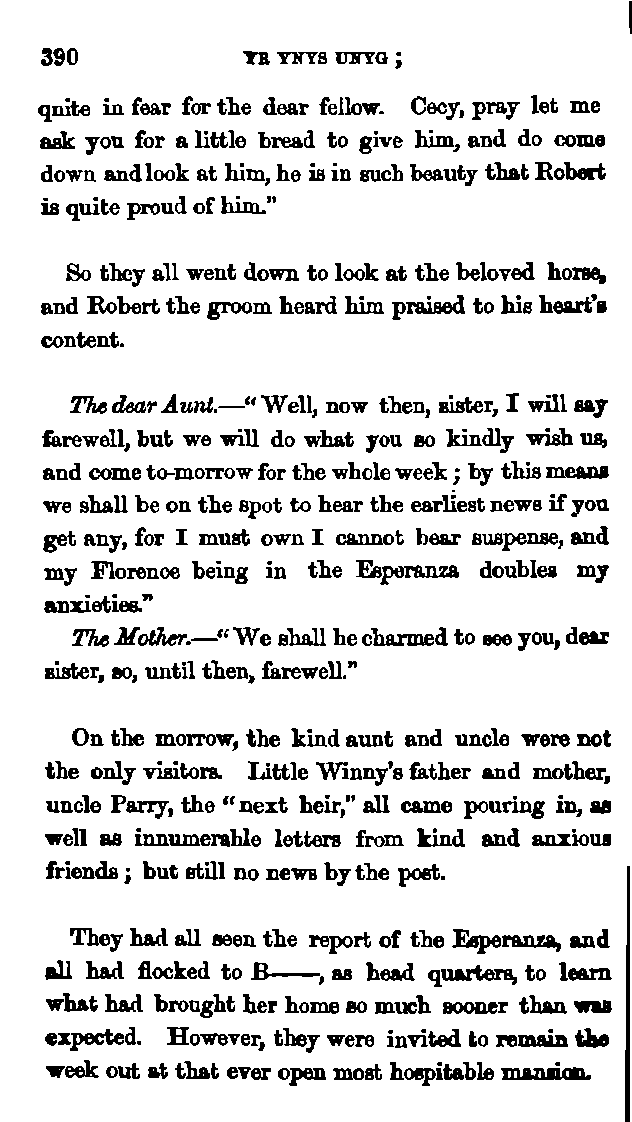 390 YR YNYS UNYG ;
quite in fear for the dear fellow. Cecy, pray let me
ask you for a little bread to give him, and do come
down and look at him, he is in such beauty that Robert
is quite proud of him."
So they all went down to look at the beloved horse,
and Robert the groom heard him praised to his heart's
content.
The dear Aunt.—"Well, now then, sister, I will say
farewell, but we will do what you so kindly wish us,
and come to-morrow for the whole week ; by this means
we shall be on the spot to hear the earliest news if you
get any, for I must own I cannot bear suspense, and
my Florence being in the Esperanza doubles my
anxieties."
The Mother.—"We shall be charmed to see you, dear
sister, so, until then, farewell."
On the morrow, the kind aunt and uncle were not
the only visitors. Little Winny's father and mother,
uncle Parry, the "next heir," all came pouring in, as
well as innumerable letters from kind and anxious
friends ; but still no news by the post.
They had all seen the report of the Esperanza, and
all had flocked to B——, as head quarters, to learn
what had brought her home so much sooner than was
expected. However, they were invited to remain the
week out at that ever open most hospitable mansion.